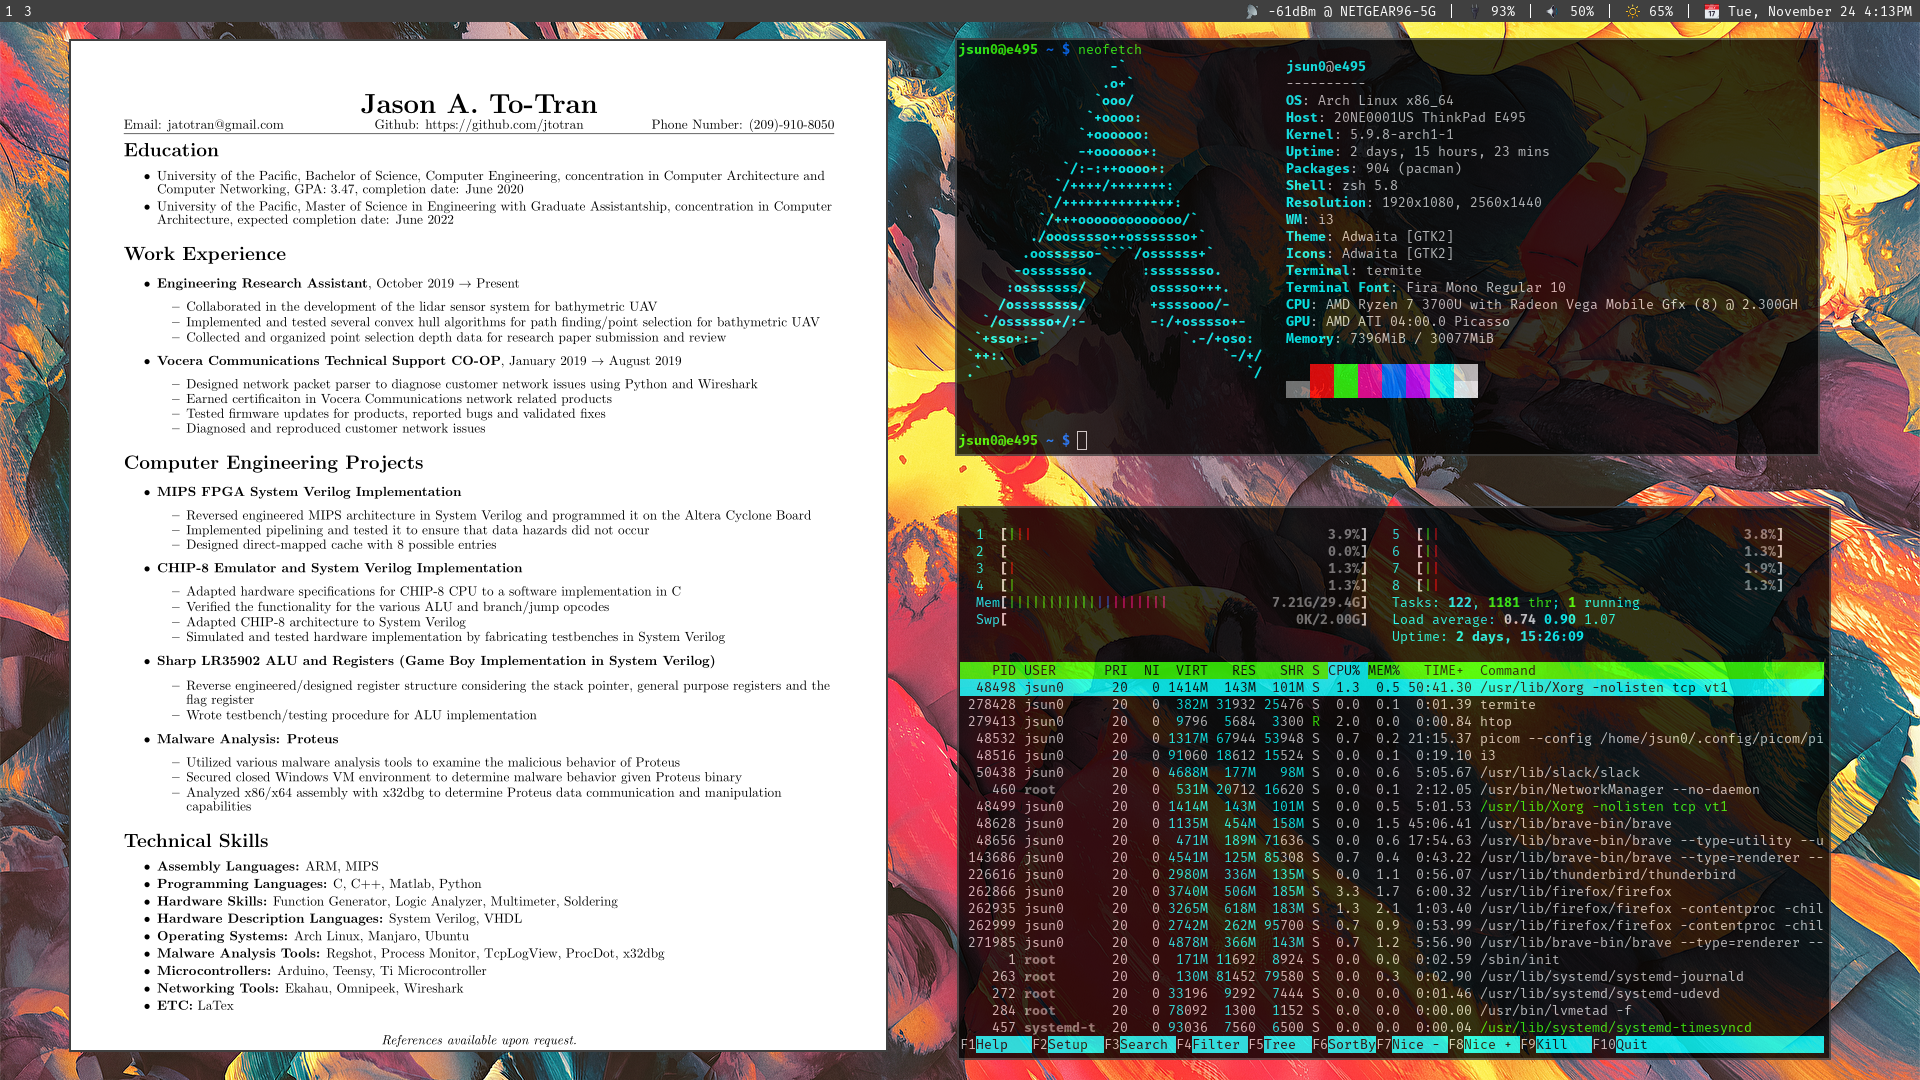 1 3
-61dBm @ NETGEAR96-5G | 93% | 50% | 65% | Tue, November 24 4:13PM
Jason A. To-Tran
Email: jatotran@gmail.com Github: https://github.com/jtotran Phone Number: (209)-910-8050
Education
• University of the Pacific, Bachelor of Science, Computer Engineering, concentration in Computer Architecture and
Computer Networking, GPA: 3.47, completion date: June 2020
• University of the Pacific, Master of Science in Engineering with Graduate Assistantship, concentration in Computer
Architecture, expected completion date: June 2022
Work Experience
• Engineering Research Assistant, October 2019 → Present
– Collaborated in the development of the lidar sensor system for bathymetric UAV
– Implemented and tested several convex hull algorithms for path finding/point selection for bathymetric UAV
– Collected and organized point selection depth data for research paper submission and review
• Vocera Communications Technical Support CO-OP, January 2019 → August 2019
– Designed network packet parser to diagnose customer network issues using Python and Wireshark
– Earned certificaiton in Vocera Communications network related products
– Tested firmware updates for products, reported bugs and validated fixes
– Diagnosed and reproduced customer network issues
Computer Engineering Projects
• MIPS FPGA System Verilog Implementation
– Reversed engineered MIPS architecture in System Verilog and programmed it on the Altera Cyclone Board
– Implemented pipelining and tested it to ensure that data hazards did not occur
– Designed direct-mapped cache with 8 possible entries
• CHIP-8 Emulator and System Verilog Implementation
– Adapted hardware specifications for CHIP-8 CPU to a software implementation in C
– Verified the functionality for the various ALU and branch/jump opcodes
– Adapted CHIP-8 architecture to System Verilog
– Simulated and tested hardware implementation by fabricating testbenches in System Verilog
• Sharp LR35902 ALU and Registers (Game Boy Implementation in System Verilog)
– Reverse engineered/designed register structure considering the stack pointer, general purpose registers and the
flag register
– Wrote testbench/testing procedure for ALU implementation
• Malware Analysis: Proteus
– Utilized various malware analysis tools to examine the malicious behavior of Proteus
– Secured closed Windows VM environment to determine malware behavior given Proteus binary
– Analyzed x86/x64 assembly with x32dbg to determine Proteus data communication and manipulation
capabilities
Technical Skills
• Assembly Languages: ARM, MIPS
• Programming Languages: C, C++, Matlab, Python
• Hardware Skills: Function Generator, Logic Analyzer, Multimeter, Soldering
• Hardware Description Languages: System Verilog, VHDL
• Operating Systems: Arch Linux, Manjaro, Ubuntu
• Malware Analysis Tools: Regshot, Process Monitor, TcpLogView, ProcDot, x32dbg
• Microcontrollers: Arduino, Teensy, Ti Microcontroller
• Networking Tools: Ekahau, Omnipeek, Wireshark
• ETC: LaTex
References available upon request.
jsun0@e495 ~ $ neofetch
-` jsun0@e495
.o+` ----------
`ooo/ OS: Arch Linux x86_64
`+oooo: Host: 20NE0001US ThinkPad E495
`+oooooo: Kernel: 5.9.8-arch1-1
-+oooooo+: Uptime: 2 days, 15 hours, 23 mins
`/:-:++oooo+: Packages: 904 (pacman)
`/++++/+++++++: Shell: zsh 5.8
`/++++++++++++++: Resolution: 1920x1080, 2560x1440
`/+++ooooooooooooo/` WM: i3
./ooosssso++osssssso+` Theme: Adwaita [GTK2]
.oossssso-````/ossssss+` Icons: Adwaita [GTK2]
-osssssso. :ssssssso. Terminal: termite
:osssssss/ osssso+++. Terminal Font: Fira Mono Regular 10
/ossssssss/ +ssssooo/- CPU: AMD Ryzen 7 3700U with Radeon Vega Mobile Gfx (8) @ 2.300GH
`/ossssso+/:- -:/+osssso+- GPU: AMD ATI 04:00.0 Picasso
`+sso+:-` `.-/+oso: Memory: 7396MiB / 30077MiB
`++:. `-/+/
.` `/
jsun0@e495 ~ $
1 [||| 3.9%] 5 [|| 3.8%]
2 [ 0.0%] 6 [|| 1.3%]
3 [| 1.3%] 7 [|| 1.9%]
4 [| 1.3%] 8 [|| 1.3%]
Mem[|||||||||||||||||||| 7.21G/29.4G] Tasks: 122, 1181 thr; 1 running
Swp[ 0K/2.00G] Load average: 0.74 0.90 1.07
Uptime: 2 days, 15:26:09
PID USER PRI NI VIRT RES SHR S CPU% MEM% TIME+ Command
48498 jsun0 20 0 1414M 143M 101M S 1.3 0.5 50:41.30 /usr/lib/Xorg -nolisten tcp vt1
278428 jsun0 20 0 382M 31932 25476 S 0.0 0.1 0:01.39 termite
279413 jsun0 20 0 9796 5684 3300 R 2.0 0.0 0:00.84 htop
48532 jsun0 20 0 1317M 67944 53948 S 0.7 0.2 21:15.37 picom --config /home/jsun0/.config/picom/pi
48516 jsun0 20 0 91060 18612 15524 S 0.0 0.1 0:19.10 i3
50438 jsun0 20 0 4688M 177M 98M S 0.0 0.6 5:05.67 /usr/lib/slack/slack
460 root 20 0 531M 20712 16620 S 0.0 0.1 2:12.05 /usr/bin/NetworkManager --no-daemon
48499 jsun0 20 0 1414M 143M 101M S 0.0 0.5 5:01.53 /usr/lib/Xorg -nolisten tcp vt1
48628 jsun0 20 0 1135M 454M 158M S 0.0 1.5 45:06.41 /usr/lib/brave-bin/brave
48656 jsun0 20 0 471M 189M 71636 S 0.0 0.6 17:54.63 /usr/lib/brave-bin/brave --type=utility --u
143686 jsun0 20 0 4541M 125M 85308 S 0.7 0.4 0:43.22 /usr/lib/brave-bin/brave --type=renderer --
226616 jsun0 20 0 2980M 336M 135M S 0.0 1.1 0:56.07 /usr/lib/thunderbird/thunderbird
262866 jsun0 20 0 3740M 506M 185M S 3.3 1.7 6:00.32 /usr/lib/firefox/firefox
262935 jsun0 20 0 3265M 618M 183M S 1.3 2.1 1:03.40 /usr/lib/firefox/firefox -contentproc -chil
262999 jsun0 20 0 2742M 262M 95700 S 0.7 0.9 0:53.99 /usr/lib/firefox/firefox -contentproc -chil
271985 jsun0 20 0 4878M 366M 143M S 0.7 1.2 5:56.90 /usr/lib/brave-bin/brave --type=renderer --
1 root 20 0 171M 11692 8924 S 0.0 0.0 0:02.59 /sbin/init
263 root 20 0 130M 81452 79580 S 0.0 0.3 0:02.90 /usr/lib/systemd/systemd-journald
272 root 20 0 33196 9292 7444 S 0.0 0.0 0:01.46 /usr/lib/systemd/systemd-udevd
284 root 20 0 78092 1300 1152 S 0.0 0.0 0:00.00 /usr/bin/lvmetad -f
457 systemd-t 20 0 93036 7560 6500 S 0.0 0.0 0:00.04 /usr/lib/systemd/systemd-timesyncd
F1Help F2Setup F3Search F4Filter F5Tree F6SortBy F7Nice - F8Nice + F9Kill F10Quit